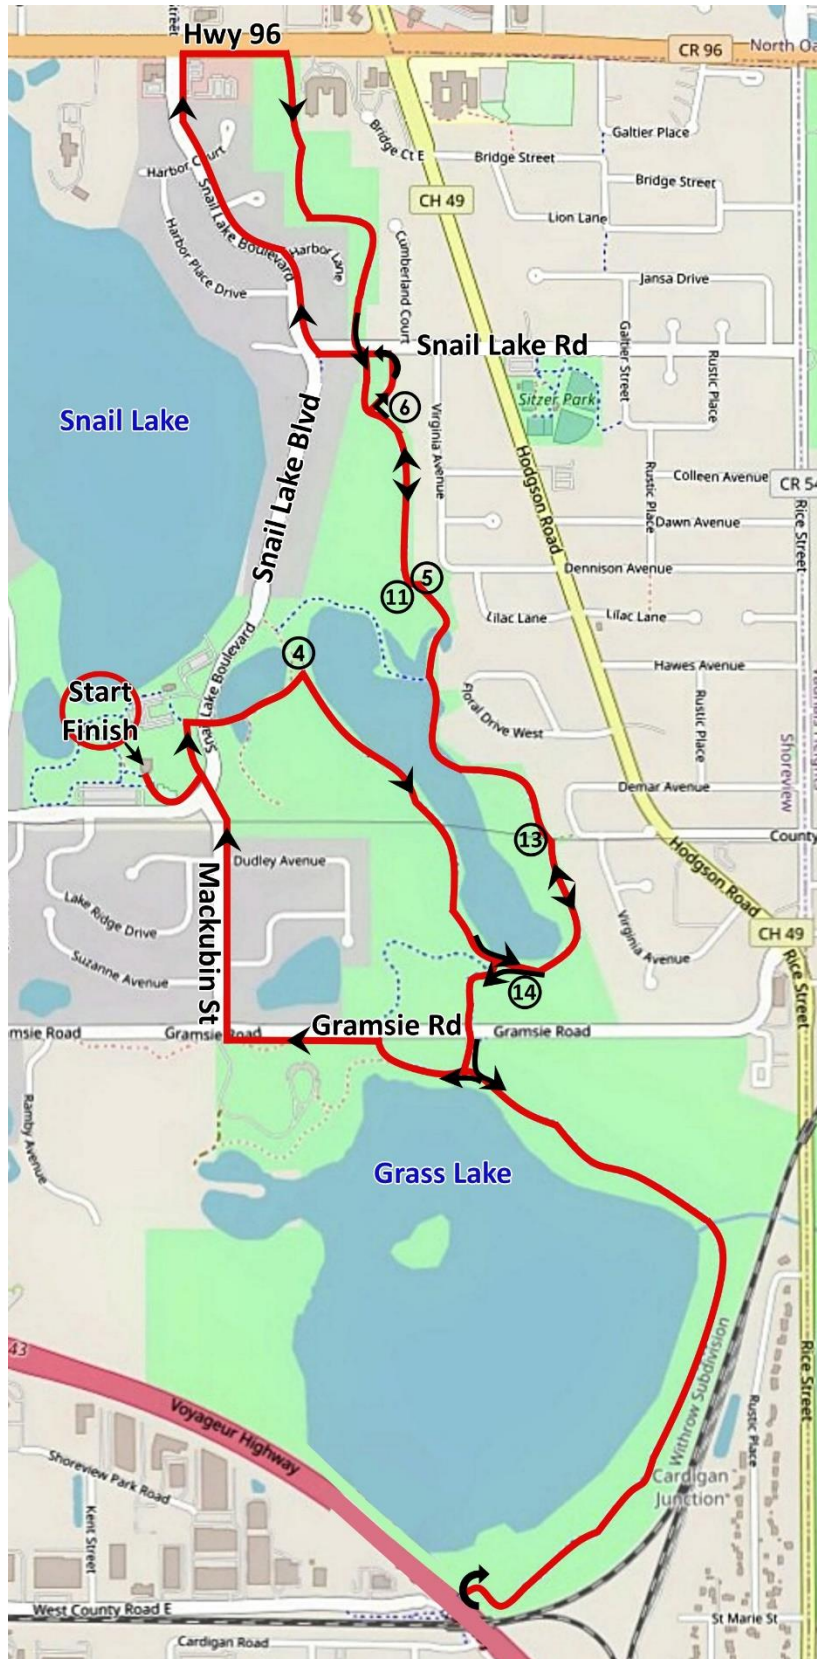 Street
Hwy 96
CR 96
North Oa
Galtier Place
Bridge Ct E
Bridge Street
Bridge Street
Harbor Court
CH 49
Lion Lane
Snail Lake Boulevard
Harbor Lane
Cumberland Court
Harbor Place Drive
Jansa Drive
Galtier Street
Snail Lake Rd
Rustic Place
Snail Lake
Sitzer Park
6
Virginia Avenue
Snail Lake Blvd
Hodgson Road
Rustic Place
Colleen Avenue
CR 54
Rice Street
Dawn Avenue
Dennison Avenue
5
11
Lilac Lane
Lilac Lane
4
Hawes Avenue
Start
Finish
Snail
Lake Boulevard
Floral Drive West
Rustic Place
Shoreview
Vadnais Heights
Demar Avenue
13
County
Dudley Avenue
Hodgson Road
Mackubin St
Lake Ridge Drive
Virginia Avenue
CH 49
Suzanne Avenue
Rice Street
14
msie Road
Gramsie Road
Gramsie Rd
Gramsie Road
Ramby Avenue
Grass Lake
43
Withrow Subdivision
Rice Street
Voyageur Highway
Rustic Place
Shoreview Park Road
Cardigan
Junction
Kent Street
West County Road E
St Marie St
Cardigan Road